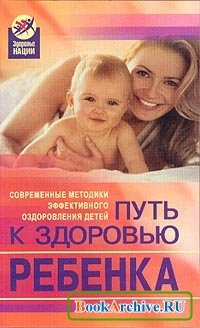 Здоровье
НАЦИИ
СОВРЕМЕННЫЕ МЕТОДИКИ
ЭФФЕКТИВНОГО
ОЗДОРОВЛЕНИЯ ДЕТЕЙ
ПУТЬ
К ЗДОРОВЬЮ
РЕБЕНКА
BookArchive.RU